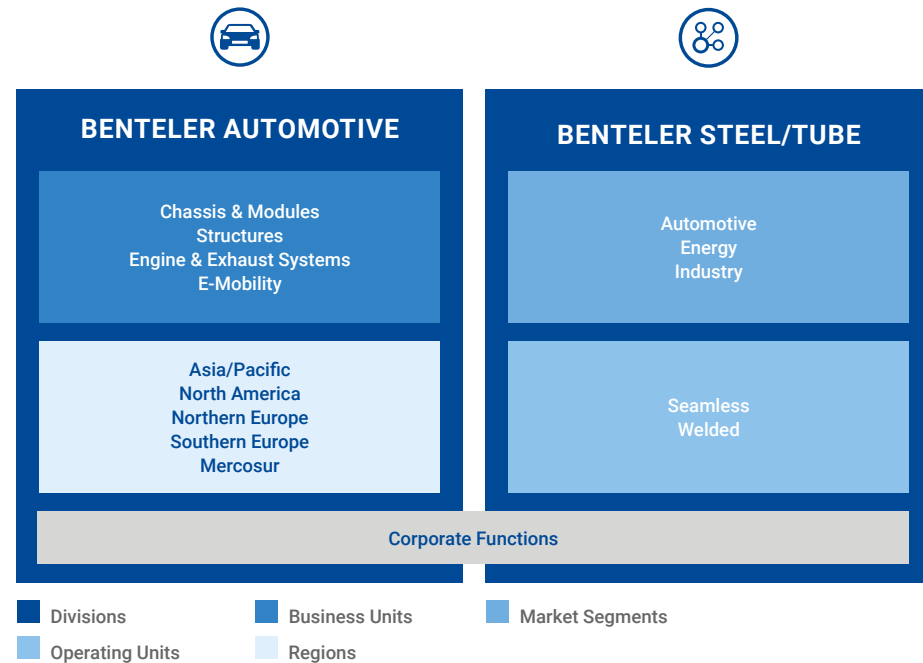 BENTELER AUTOMOTIVE
Chassis & Modules
Structures
Engine & Exhaust Systems
E-Mobility
Asia/Pacific
North America
Northern Europe
Southern Europe
Mercosur
BENTELER STEEL/TUBE
Automotive
Energy
Industry
Seamless
Welded
Corporate Functions
Divisions
Business Units
Market Segments
Operating Units
Regions